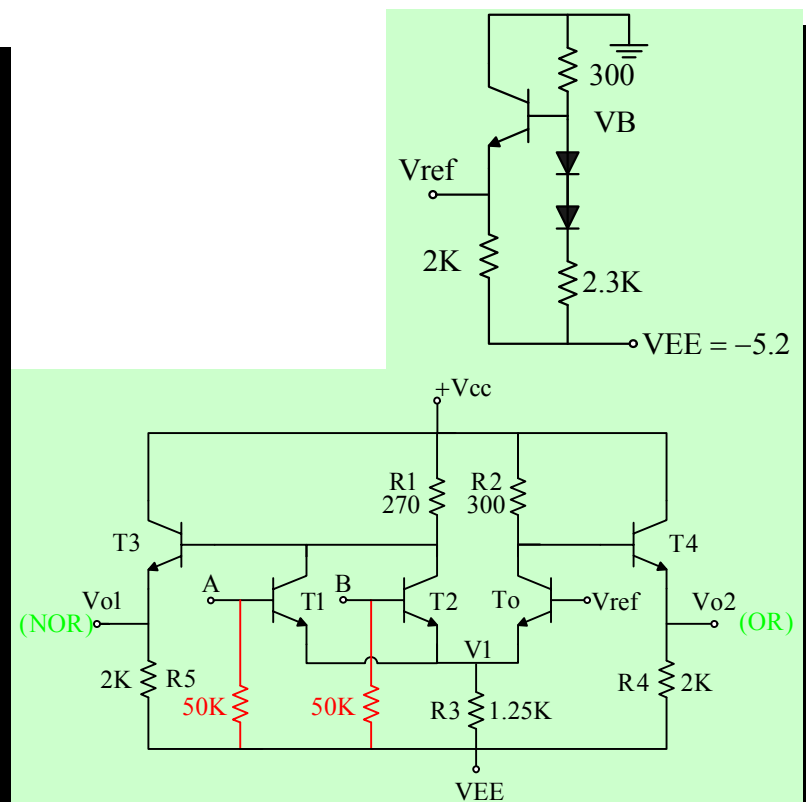 300
VB
Vref
2K
2.3K
VEE = −5.2
+Vcc
R1
270
R2
300
T3
T4
A
B
T1
T2
To
Vref
Vo1
(NOR)
Vo2
(OR)
V1
2K
R5
50K
50K
R3
1.25K
R4
2K
VEE